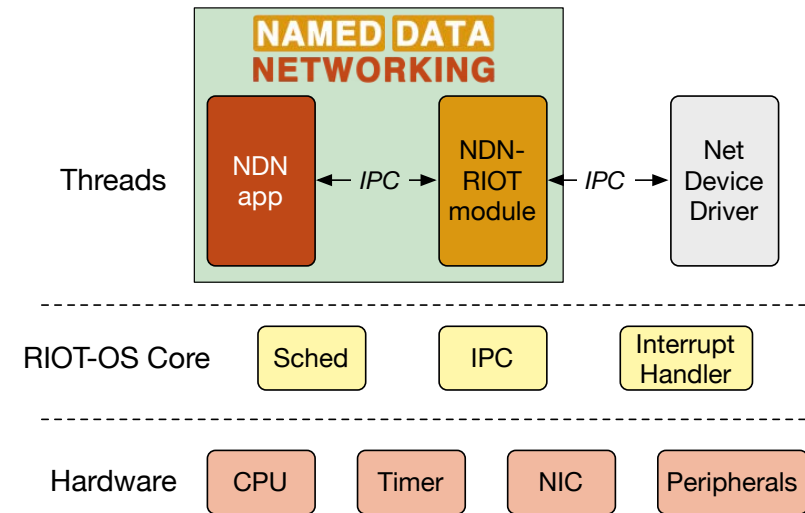 NAMED DATA
NETWORKING
Threads
NDN
app
IPC
NDN-
RIOT
module
IPC
Net
Device
Driver
RIOT-OS Core
Sched
IPC
Interrupt
Handler
Hardware
CPU
Timer
NIC
Peripherals